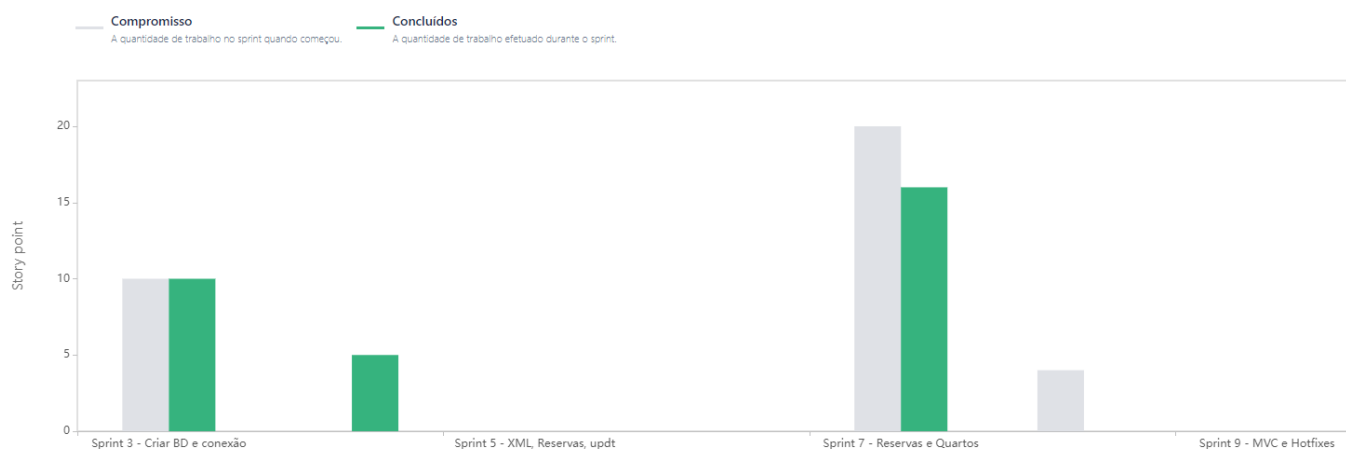 Compromisso
A quantidade de trabalho no sprint quando começou.
Concluídos
A quantidade de trabalho efetuado durante o sprint.
Story point
20
15
10
5
0
Sprint 3 - Criar BD e conexão
Sprint 5 - XML, Reservas, updt
Sprint 7 - Reservas e Quartos
Sprint 9 - MVC e Hotfixes